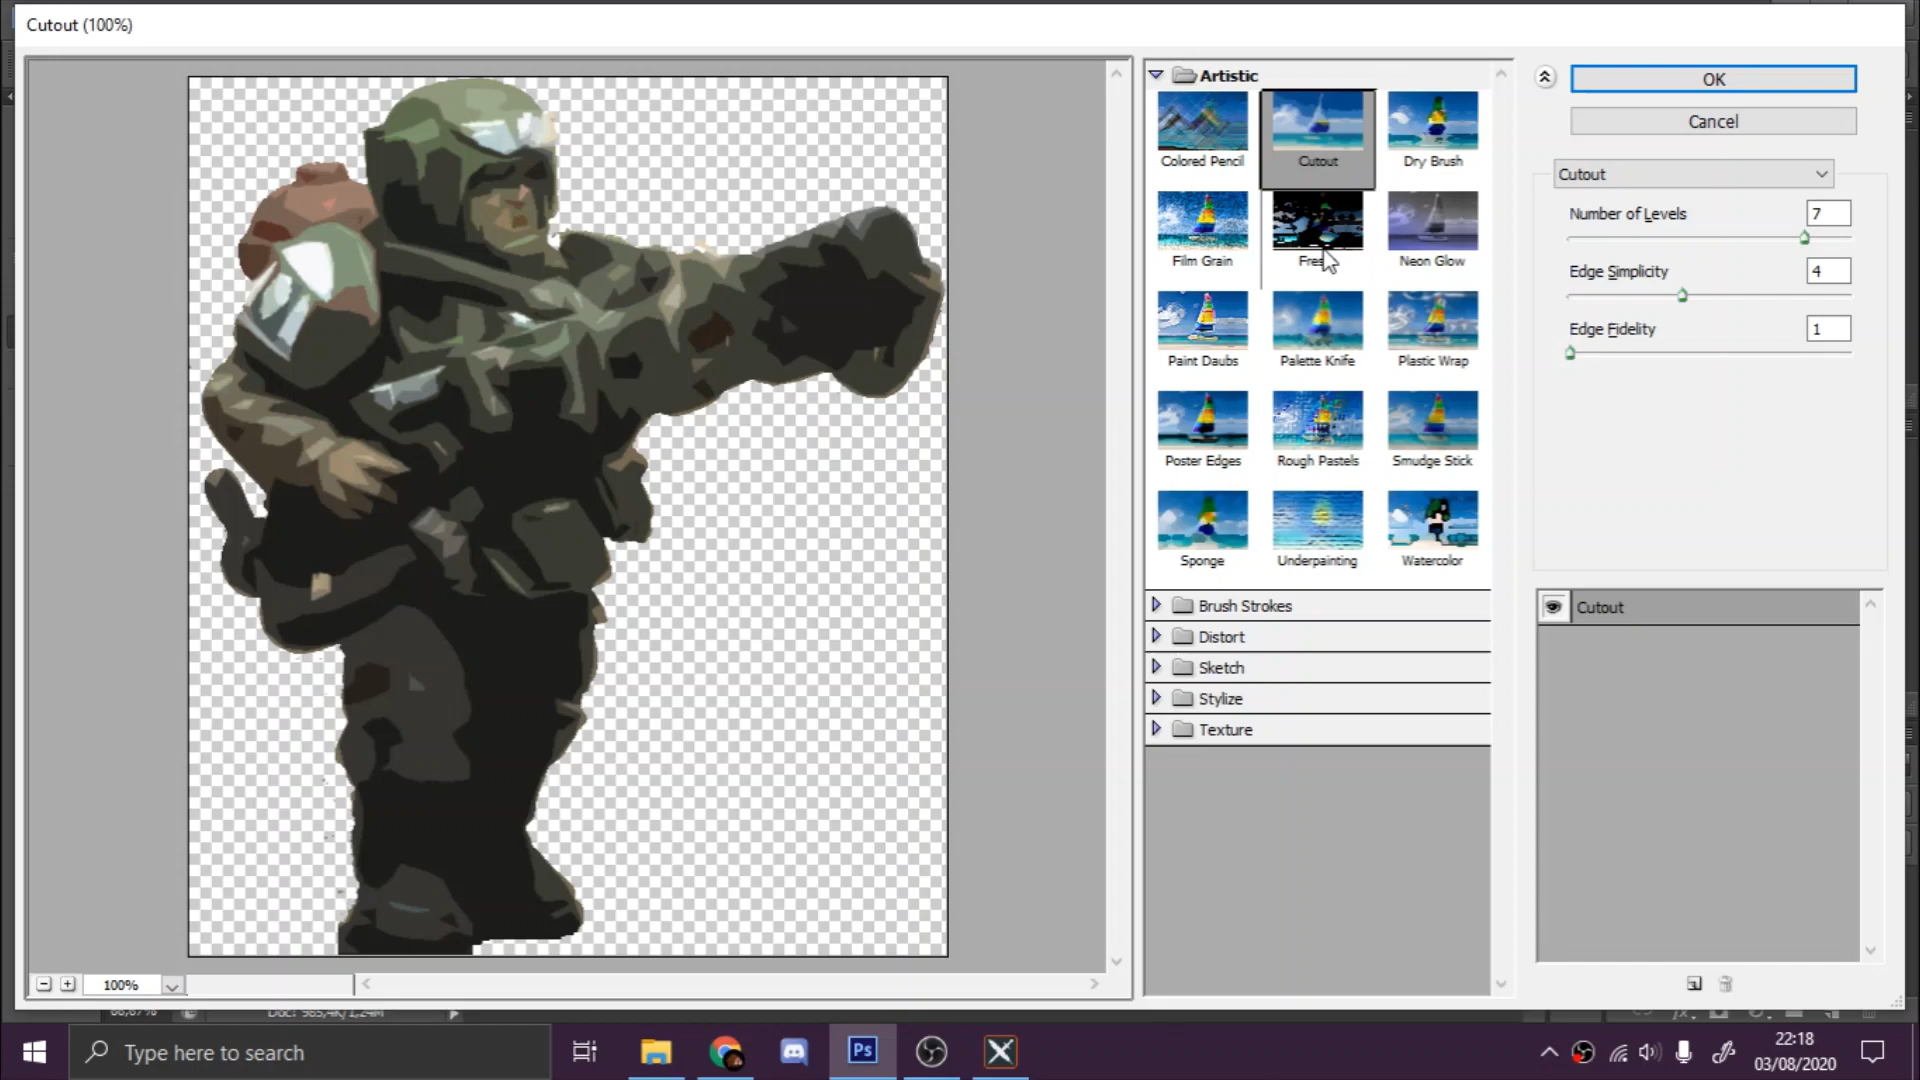 Cutout (100%)
Artistic
Colored Pencil
Cutout
Dry Brush
Film Grain
Neon Glow
Paint Daubs
Palette Knife
Plastic Wrap
Poster Edges
Rough Pastels
Smudge Stick
Sponge
Underpainting
Watercolor
Brush Strokes
Distort
Sketch
Stylize
Texture
OK
Cancel
Cutout
Number of Levels
7
Edge Simplicity
4
Edge Fidelity
1
Cutout
100%
Ps
Type here to search
22:18
03/08/2020